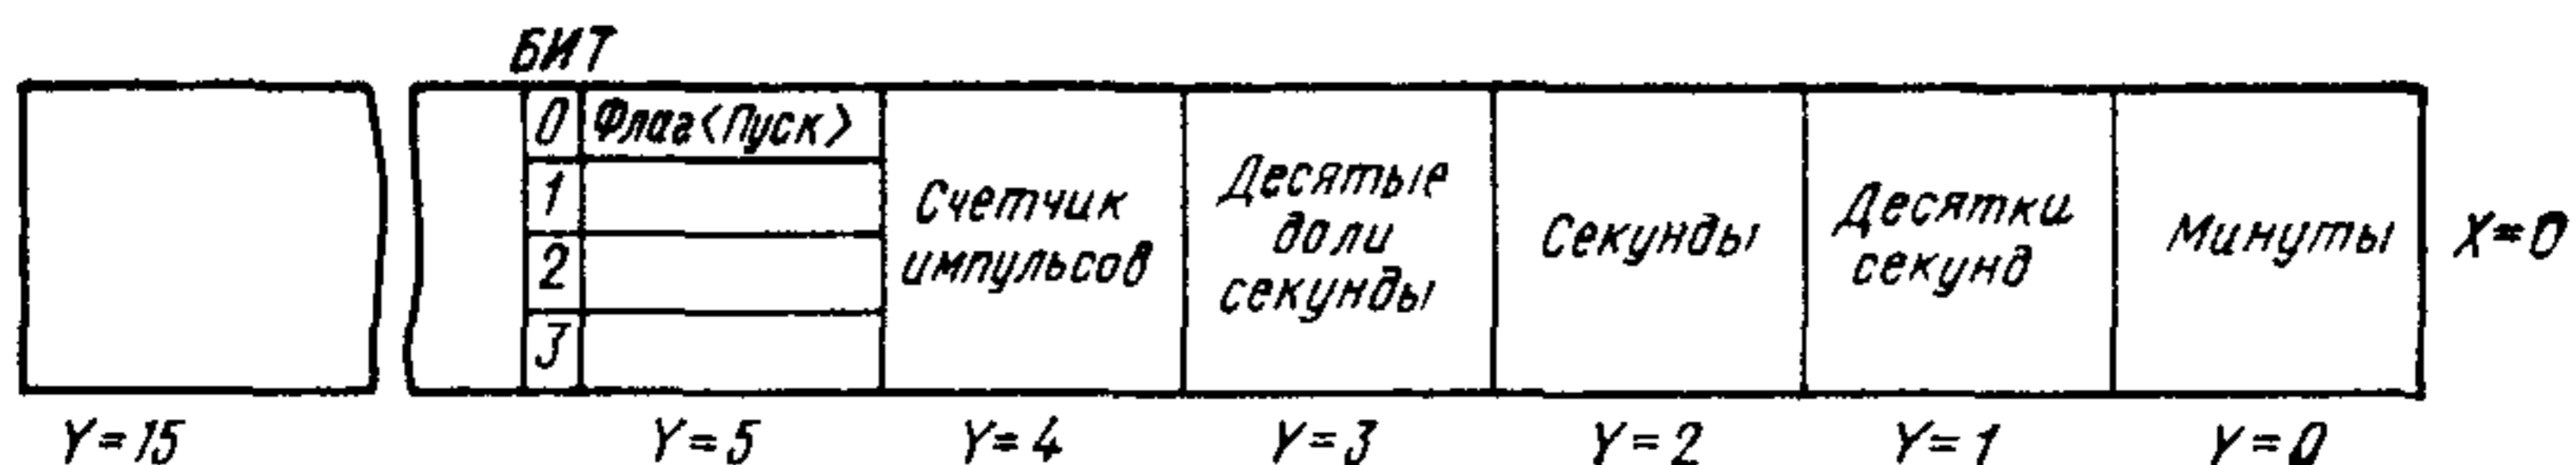 БИТ
0 Флаг<Пуск>
1
2
3
Счетчик
импульсов
Десятые
доли
секунды
Секунды
Десятки
секунд
Минуты
X=0
Y=15 Y=5 Y=4 Y=3 Y=2 Y=1 Y=0